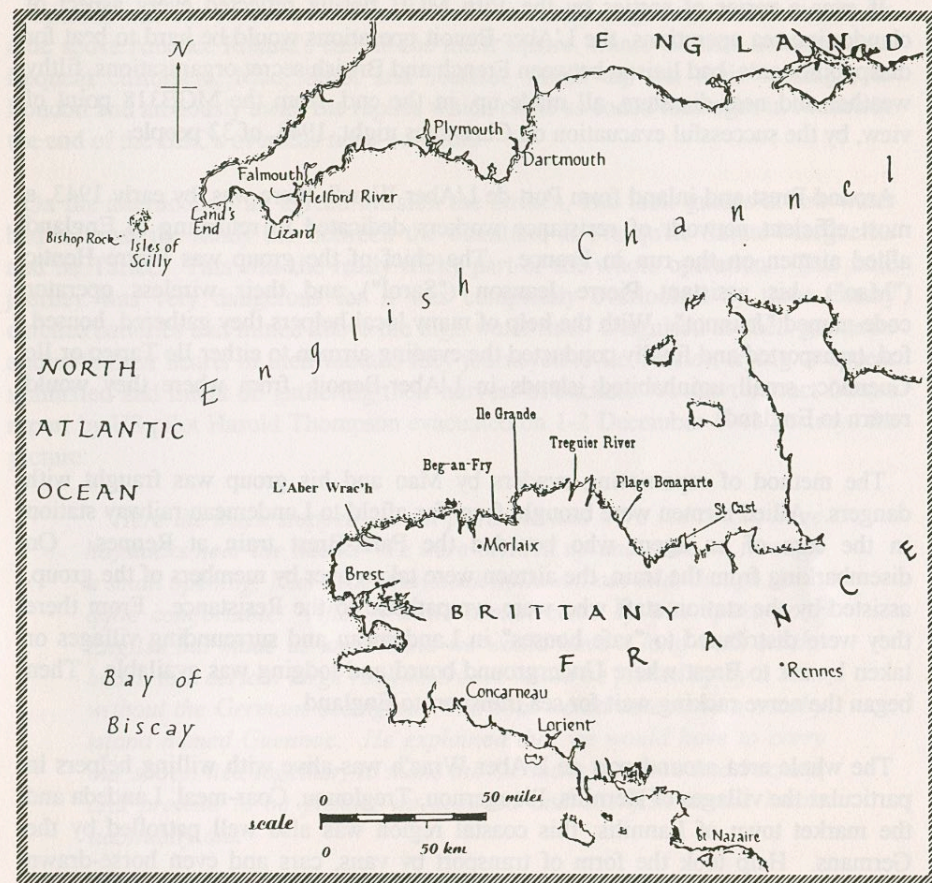 ENGLAND
N
Plymouth
Dartmouth
Falmouth
Helford River
Land's
End
Lizard
Bishop Rock
Isles of
Scilly
English Channel
NORTH
ATLANTIC
OCEAN
Ile Grande
Treguier River
Beg-an-Fry
Plage Bonaparte
L'Aber Wrac'h
St Cast
Morlaix
Brest
BRITTANY
FRANCE
Rennes
Bay of
Bicay
Concarneau
Lorient
50 miles
scale
0 50 km
St Nazaire